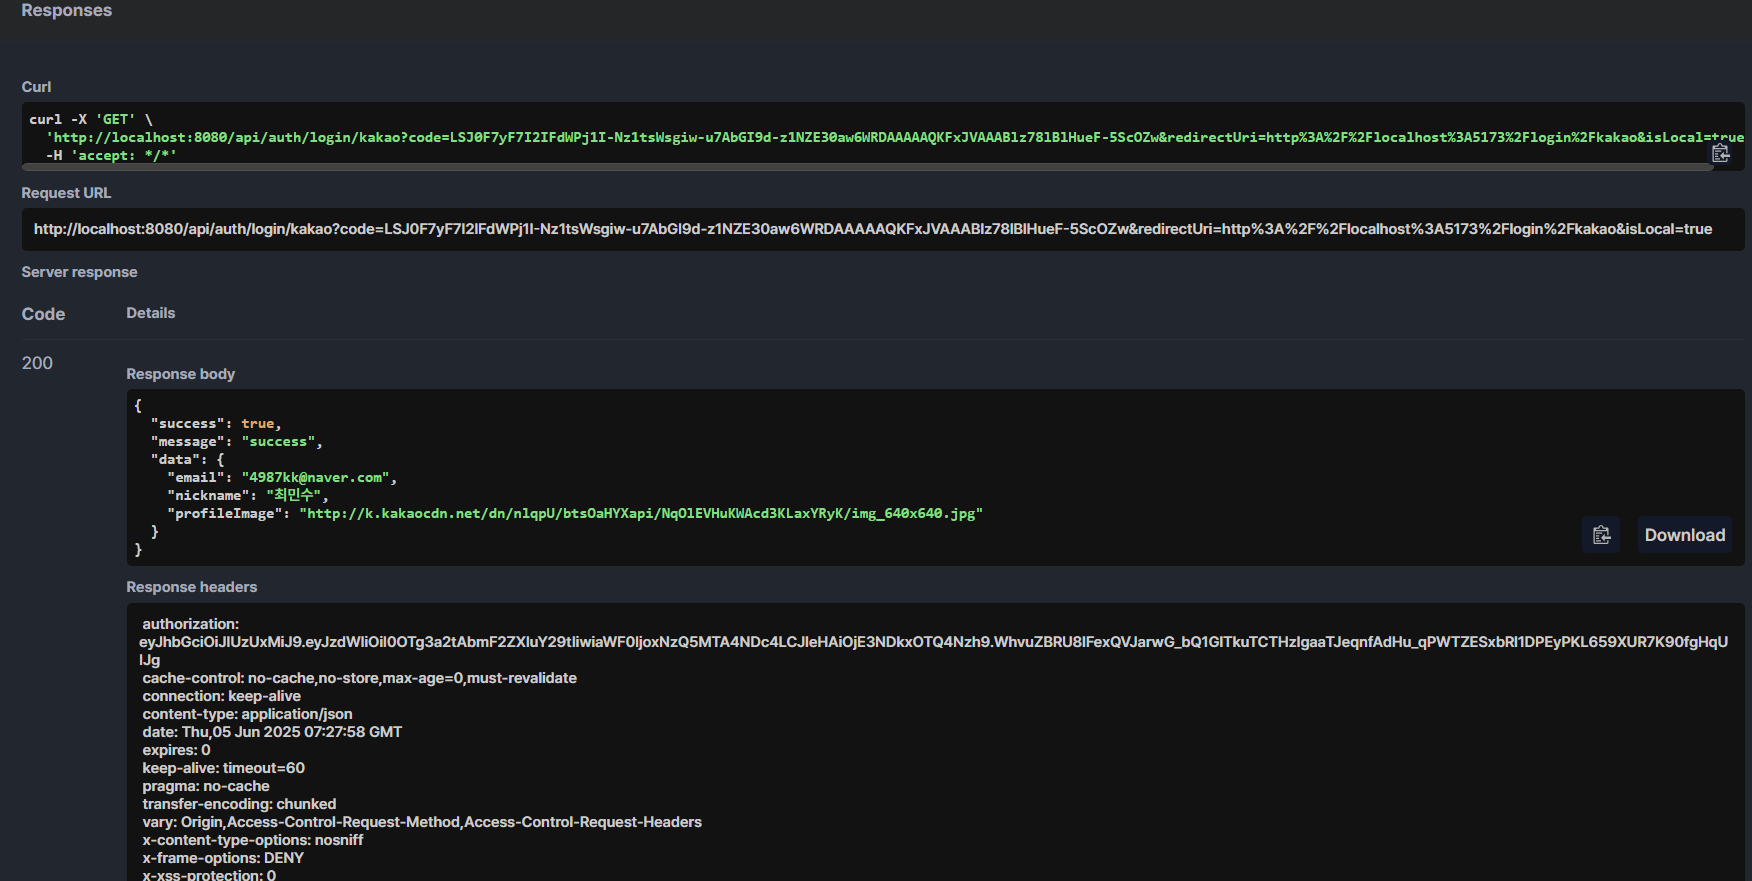 Responses
Curl
curl -X 'GET' \
'http://localhost:8080/api/auth/login/kakao?code=LSJ0F7yF7I2IFdWPj1I-Nz1tsWsgiw-u7AbGI9d-z1NZE30aw6WRDAAAAAQKFxJVAAABlz78lBlHueF-5ScOZw&redirectUri=http%3A%2F%2Flocalhost%3A5173%2Flogin%2Fkakao&isLocal=true
-H 'accept: */*'
Request URL
http://localhost:8080/api/auth/login/kakao?code=LSJ0F7yF7I2IFdWPj1I-Nz1tsWsgiw-u7AbGI9d-z1NZE30aw6WRDAAAAAQKFxJVAAABlz78lBlHueF-5ScOZw&redirectUri=http%3A%2F%2Flocalhost%3A5173%2Flogin%2Fkakao&isLocal=true
Server response
Code Details
200
Response body
{
"success": true,
"message": "success",
"data": {
"email": "4987kk@naver.com",
"nickname": "최민수",
"profileImage": "http://k.kakaocdn.net/dn/nlqpU/btsOaHYXapi/NqOlEVHuKWAcd3KLaxYRyK/img_640x640.jpg"
}
}
Download
Response headers
authorization:
eyJhbGciOiJIUzUxMiJ9.eyJzdWIiOiI0OTg3a2tAbmF2ZXIuY29tIiwiaWF0IjoxNzQ5MTA4NDc4LCJleHAiOjE3NDkxOTQ4Nzh9.WhvuZBRU8IFexQVJarwG_bQ1GITkuTCTHzIgaaTJeqnfAdHu_qPWTZESxbRI1DPEyPKL659XUR7K90fgHqU
IJg
cache-control: no-cache,no-store,max-age=0,must-revalidate
connection: keep-alive
content-type: application/json
date: Thu,05 Jun 2025 07:27:58 GMT
expires: 0
keep-alive: timeout=60
pragma: no-cache
transfer-encoding: chunked
vary: Origin,Access-Control-Request-Method,Access-Control-Request-Headers
x-content-type-options: nosniff
x-frame-options: DENY
x-xss-protection: 0